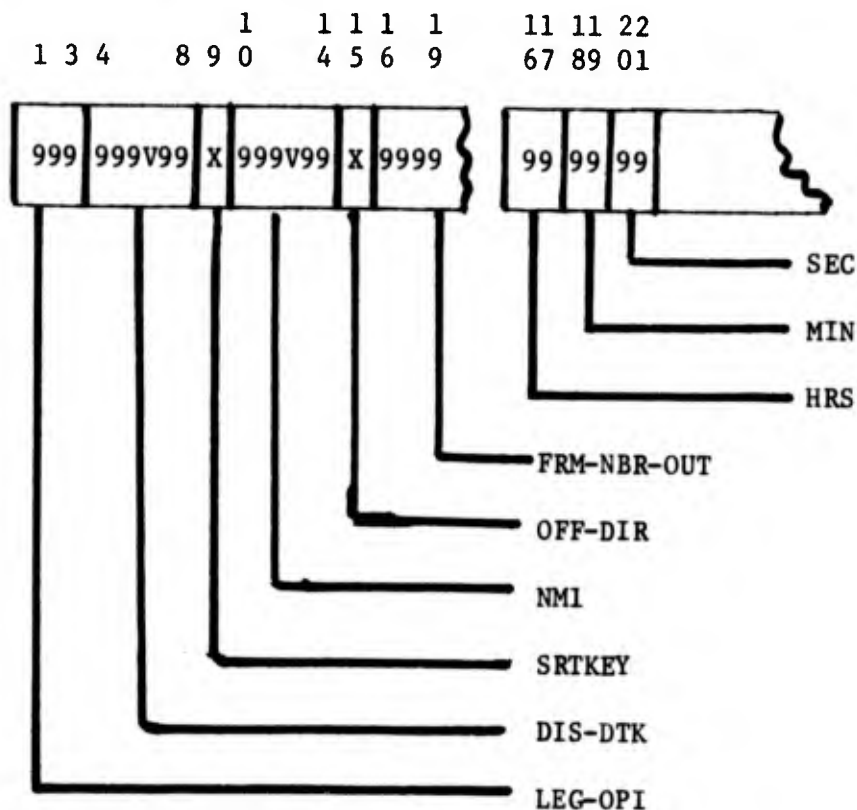 1 1 1 1 1 11 11 22
1 3 4 8 9 0 4 5 6 9 67 89 01
999 999V99 X 999V99 X 9999 99 99 99
SEC
MIN
HRS
FRM-NBR-OUT
OFF-DIR
NMI
SRTKEY
DIS-DTK
LEG-OPI